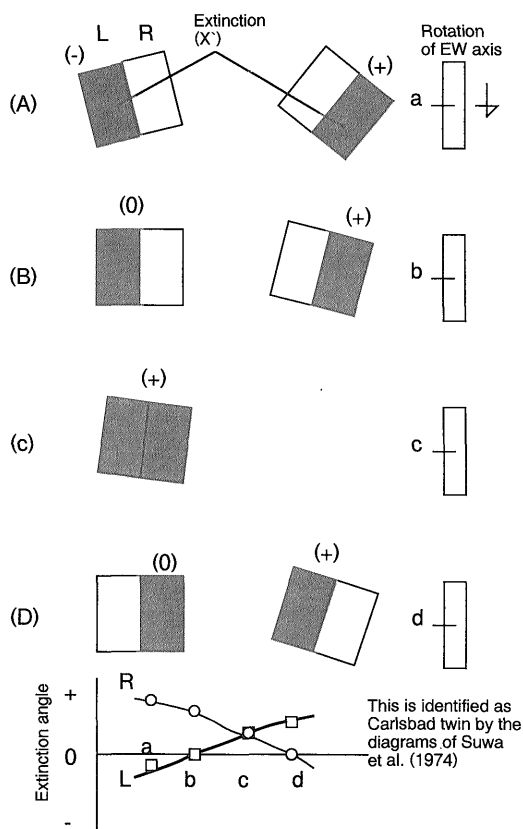 Extinction
(X`)
Rotation
of EW axis
L R
(-)
(+)
(A)
a
(0)
(+)
(B)
b
(+)
(c)
c
(0)
(+)
(D)
d
Extinction angle
+
0
-
R
L
a
b
c
d
This is identified as
Carlsbad twin by the
diagrams of Suwa
et al. (1974)